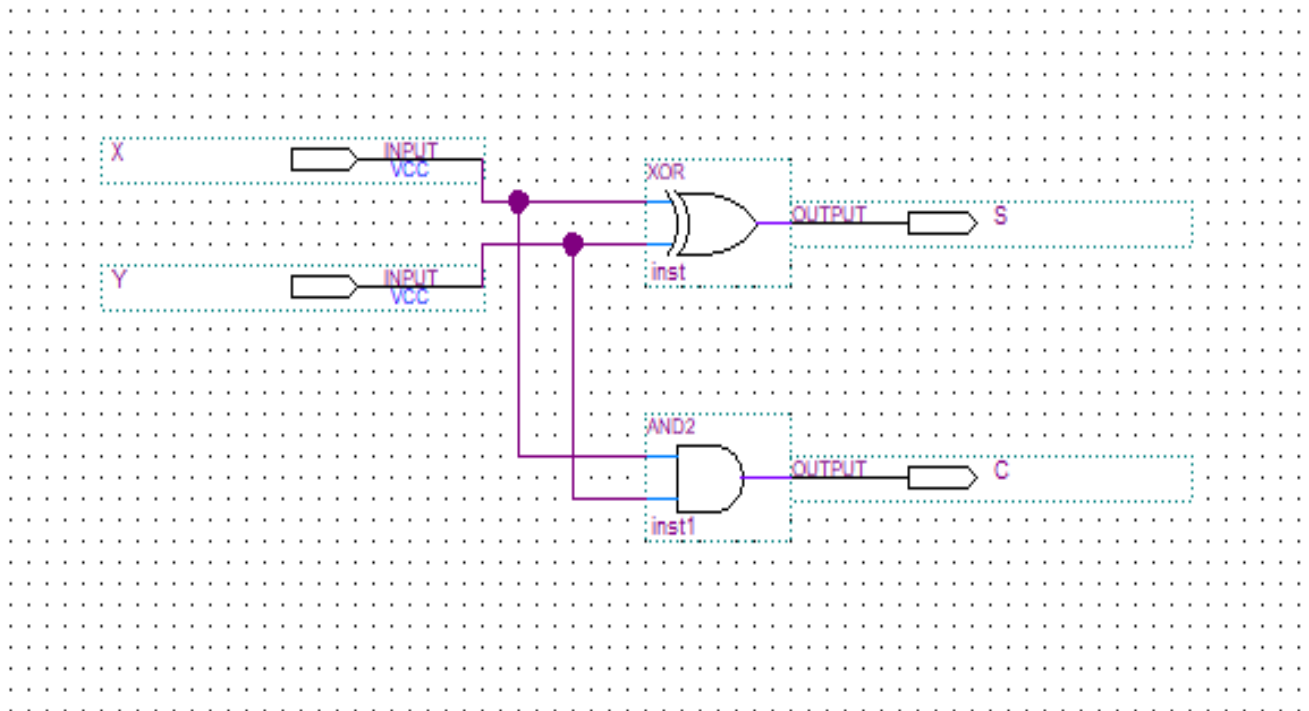 X
INPUT
VCC
Y
INPUT
VCC
XOR
inst
OUTPUT
S
AND2
inst1
OUTPUT
C